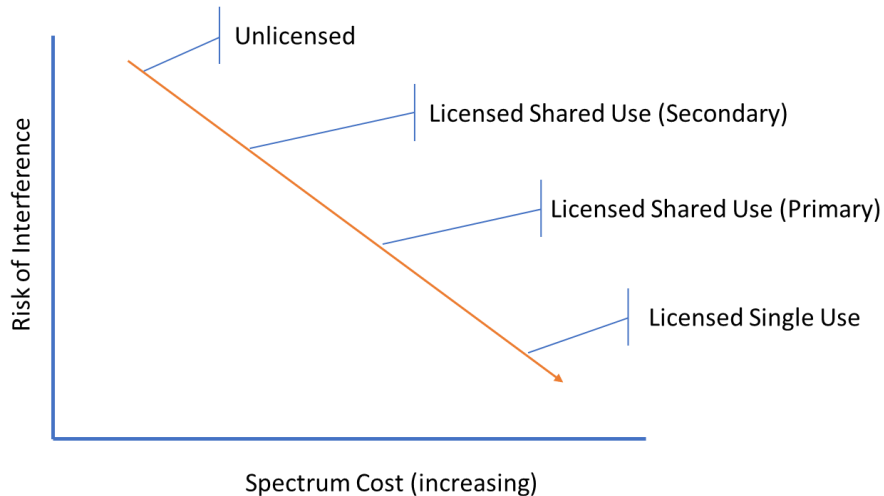 Unlicensed
Licensed Shared Use (Secondary)
Licensed Shared Use (Primary)
Licensed Single Use
Risk of Interference
Spectrum Cost (increasing)